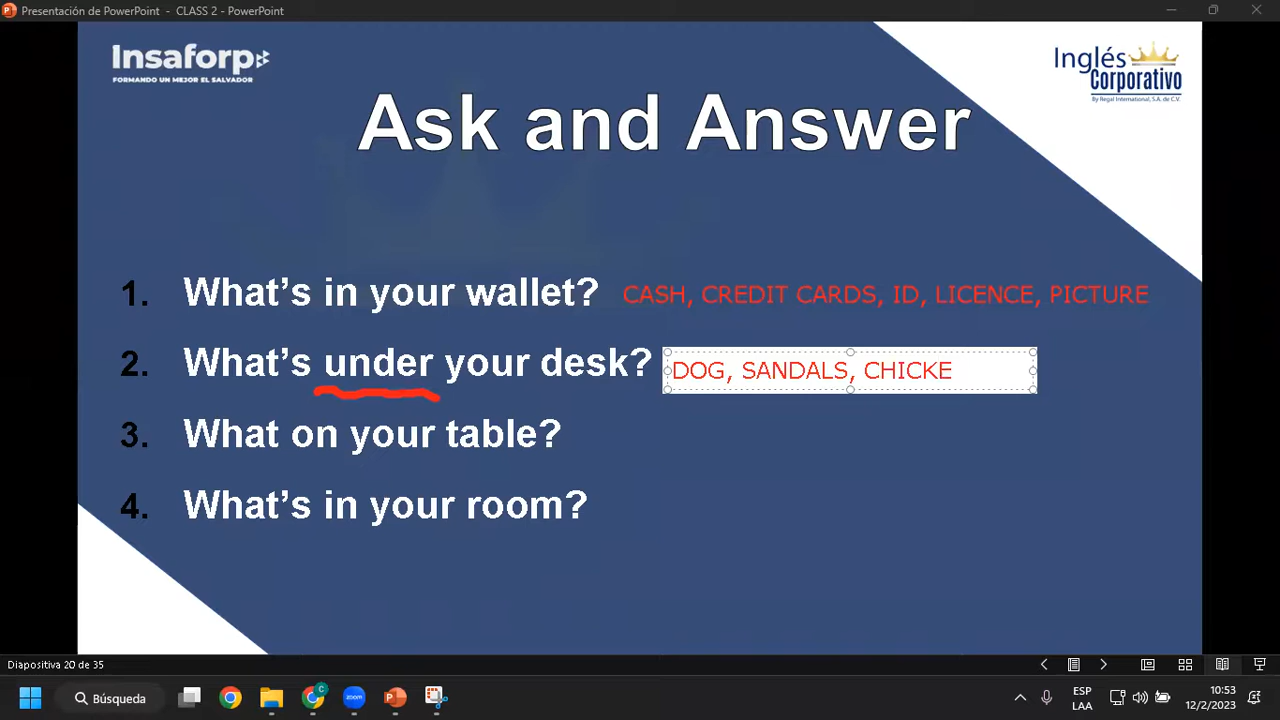 Presentación de PowerPoint - CLASS 2 - PowerPoint
Insaforp
FORMANDO UN MEJOR EL SALVADOR
Inglés
Corporativo
By Regal International, S.A. de C.V.
Ask and Answer
1. What's in your wallet? CASH, CREDIT CARDS, ID, LICENCE, PICTURE
2. What's under your desk? DOG, SANDALS, CHICKE
3. What on your table?
4. What's in your room?
Diapositiva 20 de 35
Búsqueda
zoom
ESP
LAA
10:53
12/2/2023